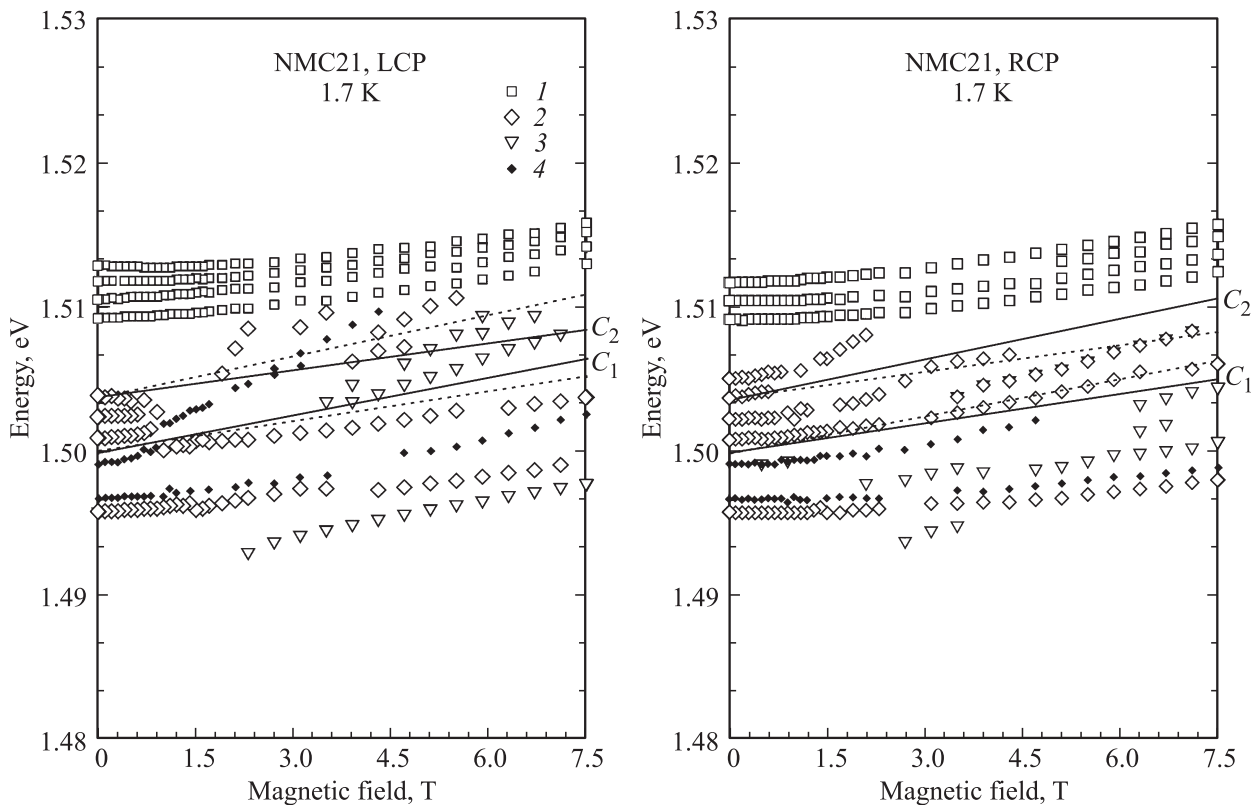 NMC21, LCP
1.7 K
1
2
3
4
1.53
1.52
1.51
1.50
1.49
1.48
Energy, eV
C2
C1
0 1.5 3.0 4.5 6.0 7.5
Magnetic field, T
NMC21, RCP
1.7 K
1.53
1.52
1.51
1.50
1.49
1.48
Energy, eV
C2
C1
0 1.5 3.0 4.5 6.0 7.5
Magnetic field, T